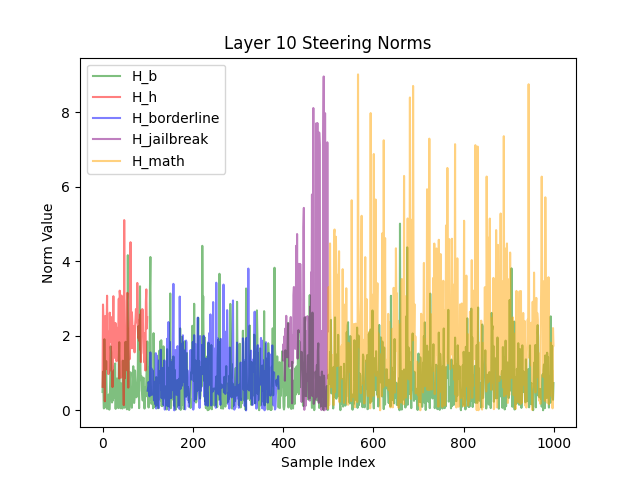 Layer 10 Steering Norms
H_b
H_h
H_borderline
H_jailbreak
H_math
Norm Value
8
6
4
2
0
0 200 400 600 800 1000
Sample Index